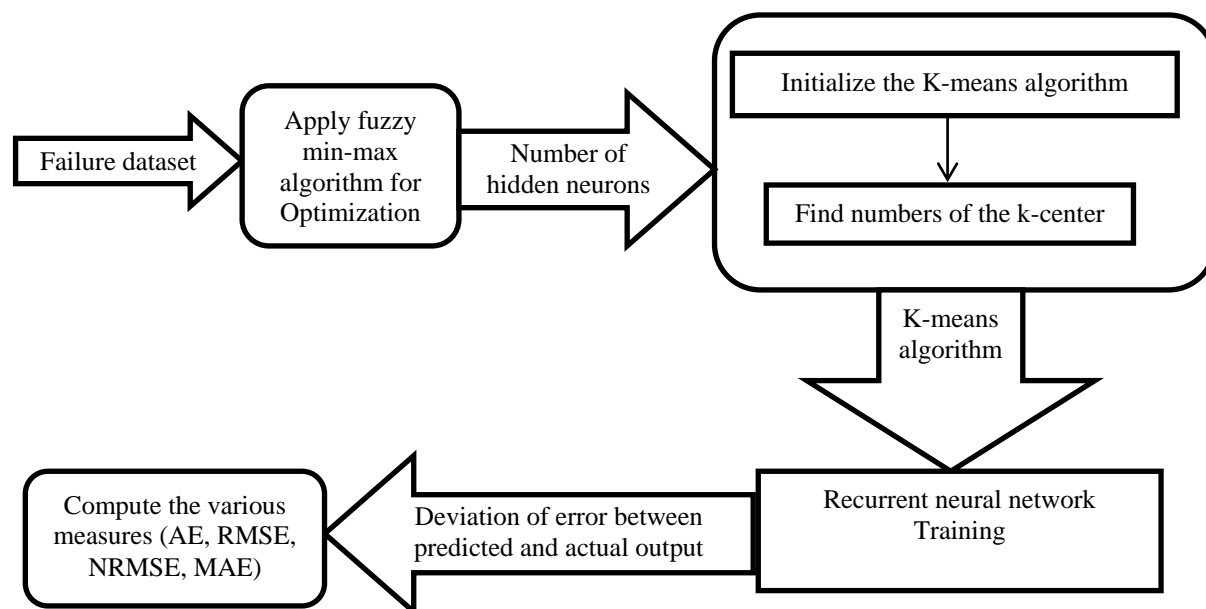 Failure dataset
Apply fuzzy
min-max
algorithm for
Optimization
Number of
hidden neurons
Initialize the K-means algorithm
Find numbers of the k-center
K-means
algorithm
Recurrent neural network
Training
Deviation of error between
predicted and actual output
Compute the various
measures (AE, RMSE,
NRMSE, MAE)